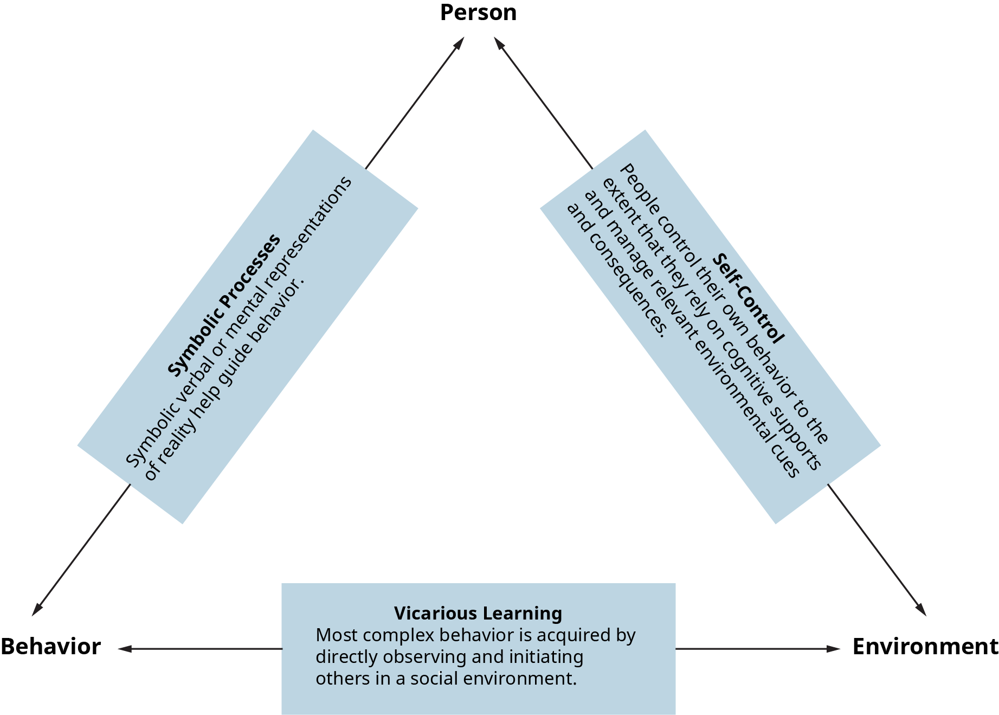 Person
Symbolic Processes
Symbolic verbal or mental representations
of reality help guide behavior.
Self-Control
People control their own behavior to the
extent that they rely on cognitive supports
and manage relevant environmental cues
and consequences.
Vicarious Learning
Most complex behavior is acquired by
directly observing and initiating
others in a social environment.
Behavior
Environment